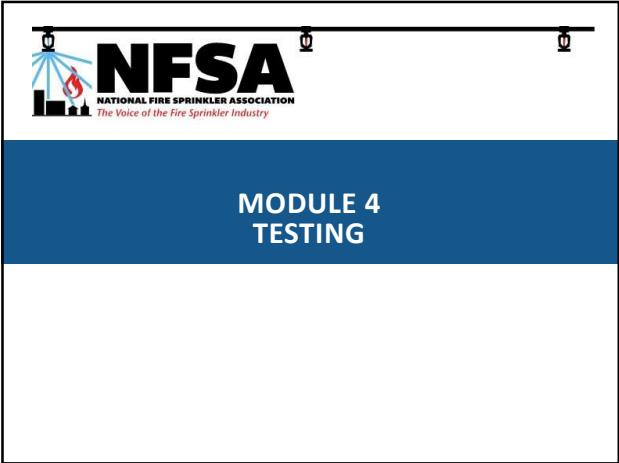 NFSA
NATIONAL FIRE SPRINKLER ASSOCIATION
The Voice of the Fire Sprinkler Industry
MODULE 4
TESTING